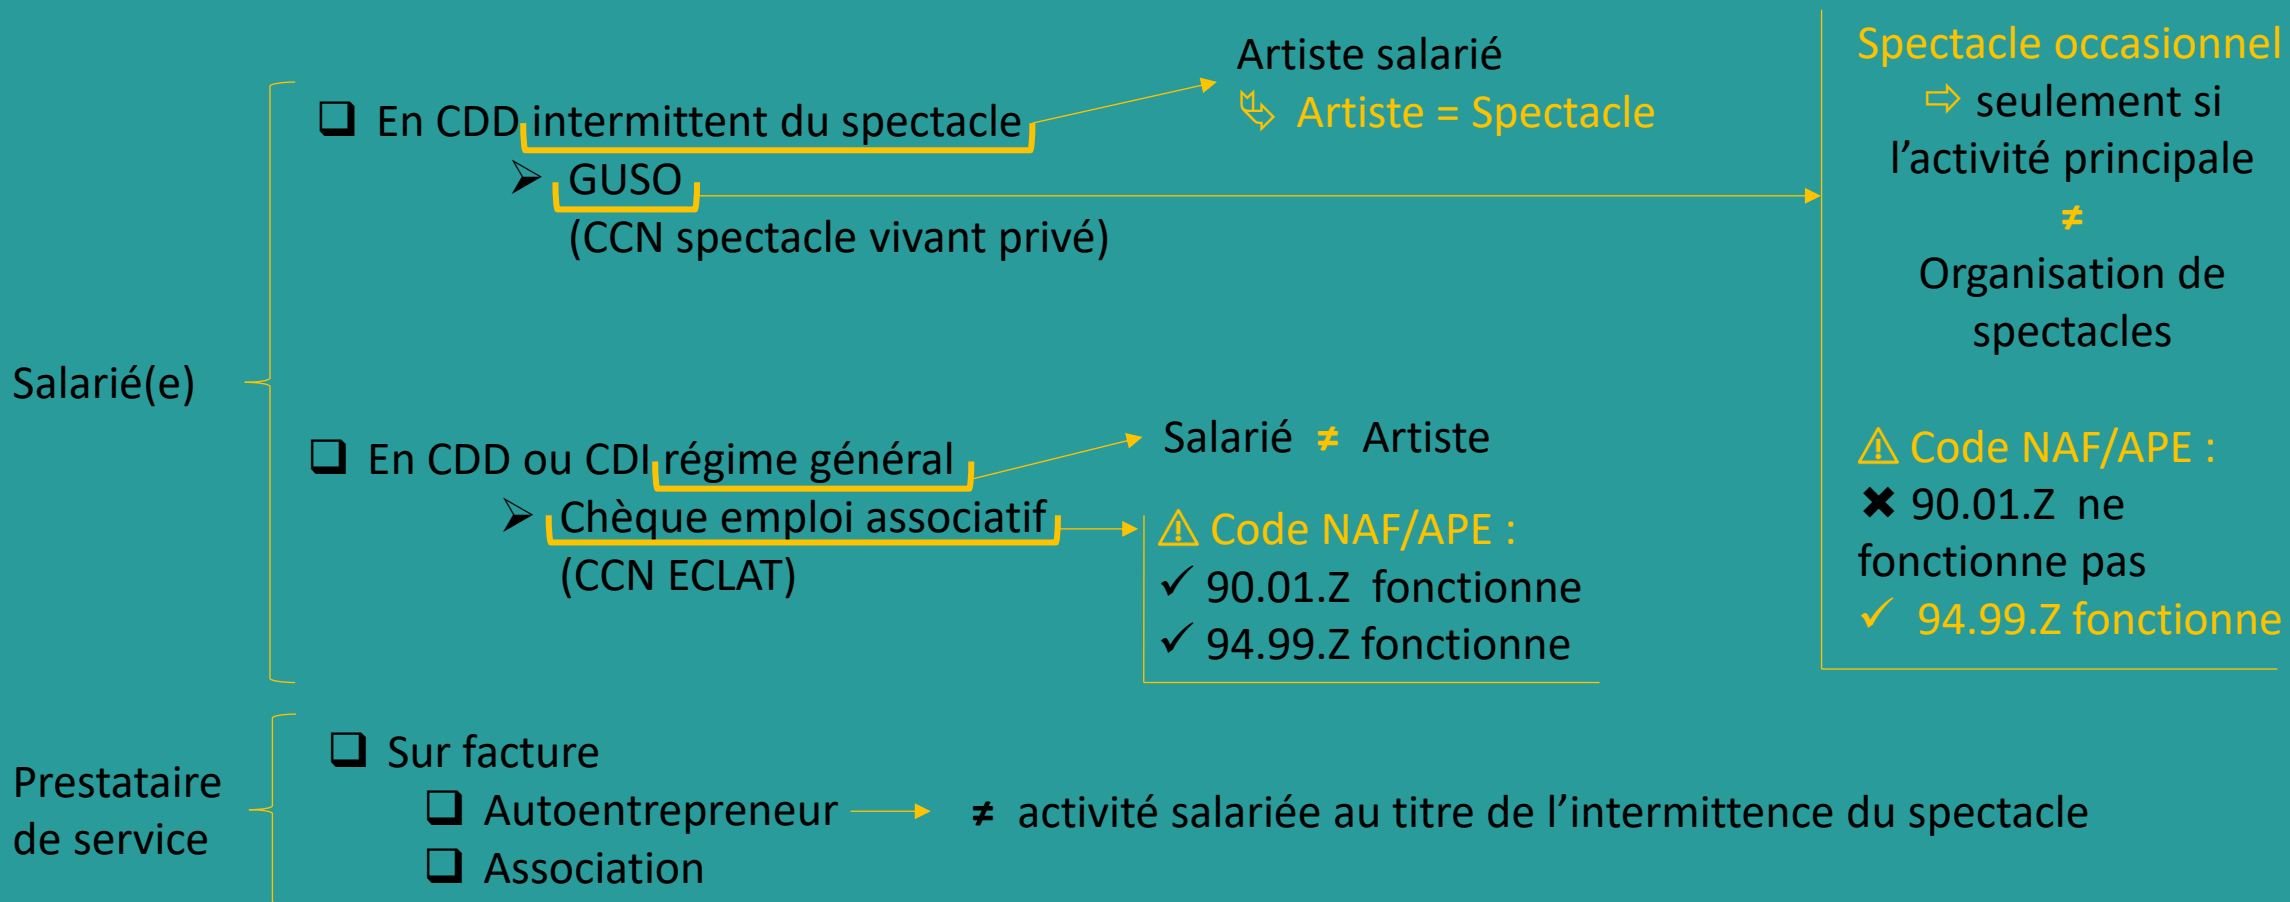 Salarié(e)
❑ En CDD intermittent du spectacle
➢ GUSO
(CCN spectacle vivant privé)
Artiste salarié
Artiste = Spectacle
Spectacle occasionnel
⇨ seulement si
l’activité principale
≠
Organisation de
spectacles
⚠ Code NAF/APE :
✖ 90.01.Z ne
fonctionne pas
✓ 94.99.Z fonctionne
❑ En CDD ou CDI régime général
➢ Chèque emploi associatif
(CCN ECLAT)
Salarié ≠ Artiste
⚠ Code NAF/APE :
✓ 90.01.Z fonctionne
✓ 94.99.Z fonctionne
Prestataire
de service
❑ Sur facture
❑ Autoentrepreneur
≠ activité salariée au titre de l’intermittence du spectacle
❑ Association